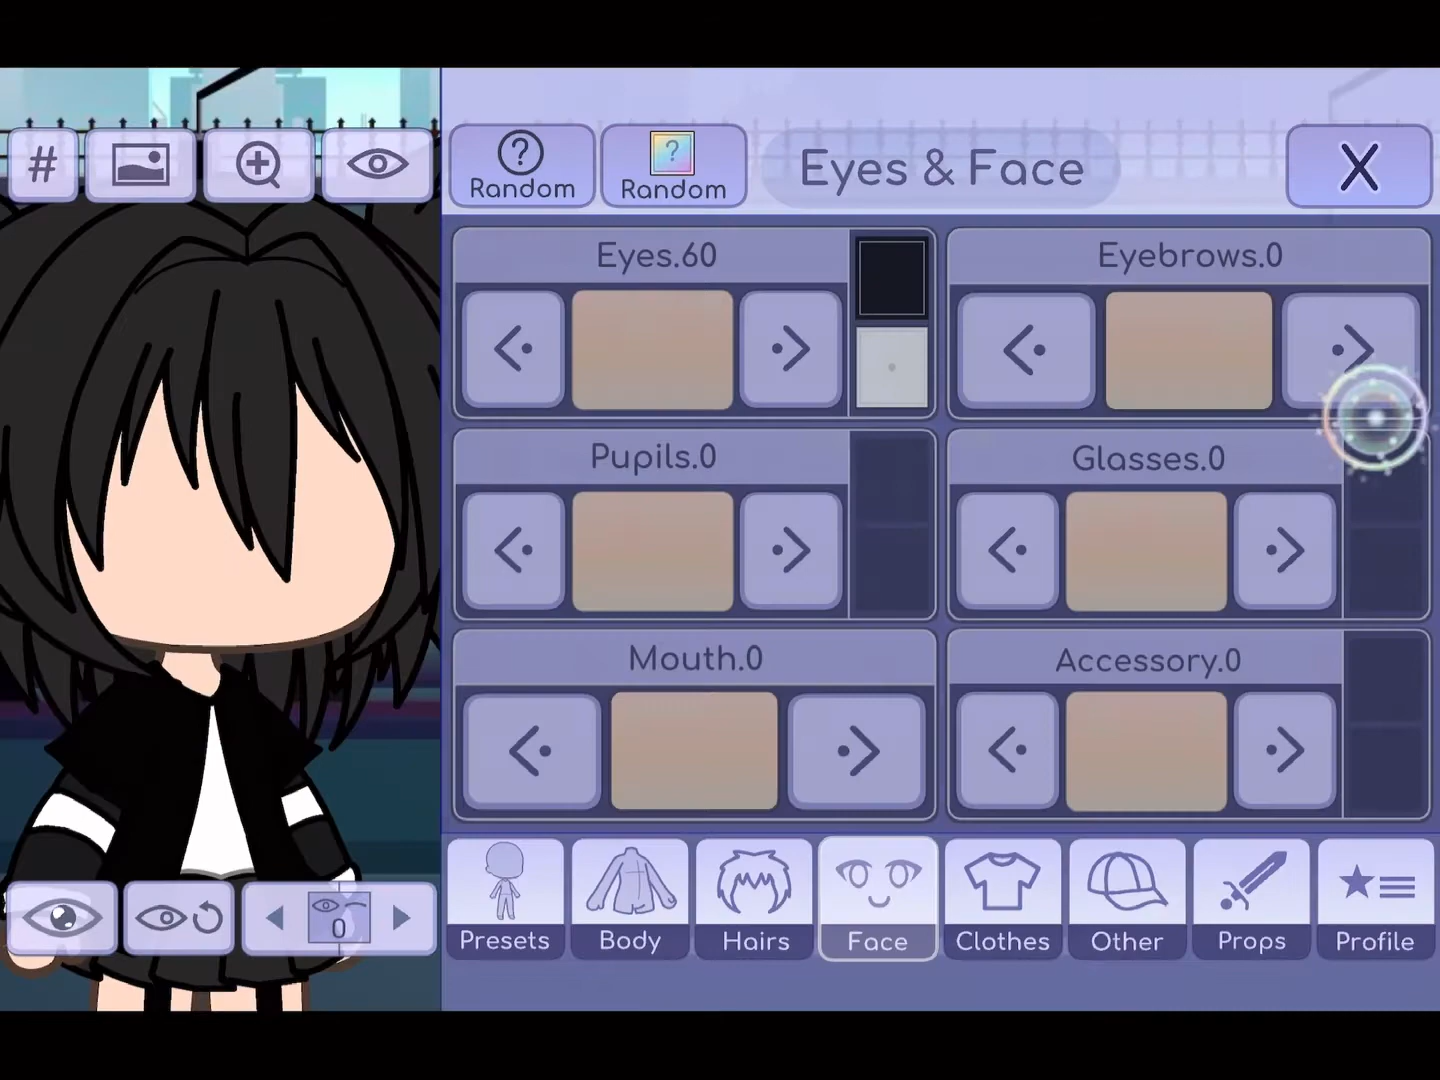 #
?
Random
?
Random
Eyes & Face
X
Eyes.60
Eyebrows.0
Pupils.0
Glasses.0
Mouth.0
Accessory.0
0
Presets
Body
Hairs
Face
Clothes
Other
Props
Profile